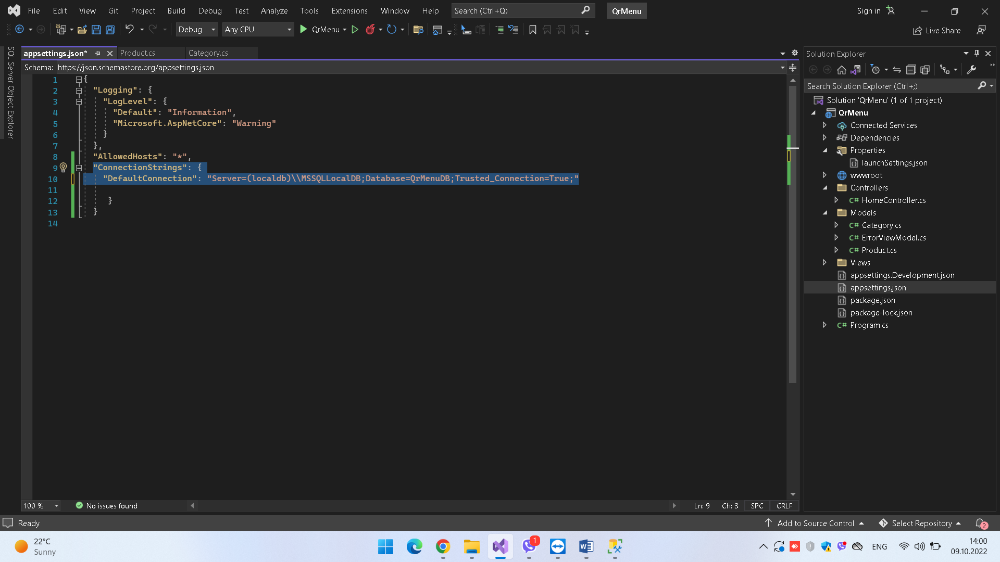 File Edit View Git Project Build Debug Test Analyze Tools Extensions Window Help Search (Ctrl+Q) QrMenu Sign in
Debug Any CPU QrMenu Live Share
SQL Server Object Explorer
appsettings.json* Product.cs Category.cs
Schema: https://json.schemastore.org/appsettings.json
1 {
2 "Logging": {
3 "LogLevel": {
4 "Default": "Information",
5 "Microsoft.AspNetCore": "Warning"
6 }
7 },
8 "AllowedHosts": "*",
9 "ConnectionStrings": {
10 "DefaultConnection": "Server=(localdb)\\MSSQLLocalDB;Database=QrMenuDB;Trusted_Connection=True;"
11
12 }
13 }
14
100 % No issues found Ln: 9 Ch: 3 SPC CRLF
Solution Explorer
Search Solution Explorer (Ctrl+;)
Solution 'QrMenu' (1 of 1 project)
QrMenu
Connected Services
Dependencies
Properties
launchSettings.json
wwwroot
Controllers
C# HomeController.cs
Models
C# Category.cs
C# ErrorViewModel.cs
C# Product.cs
Views
appsettings.Development.json
appsettings.json
package.json
package-lock.json
C# Program.cs
Ready Add to Source Control Select Repository 2
22°C
Sunny
1
ENG
14:00
09.10.2022